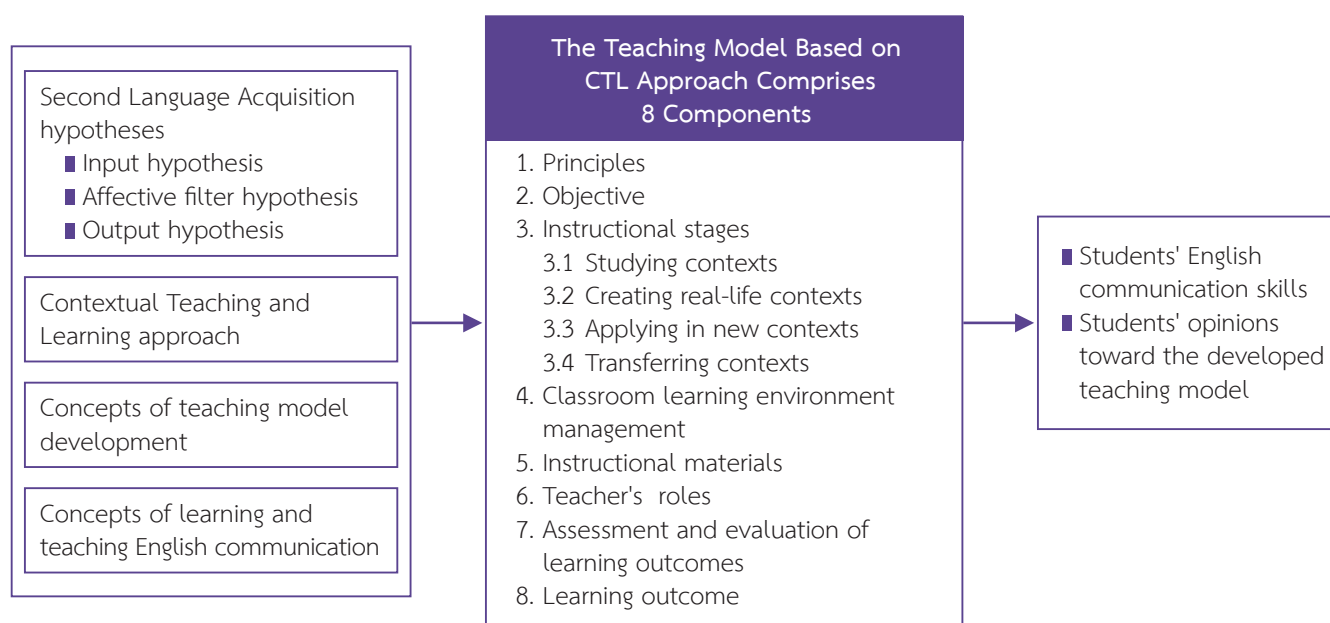 Second Language Acquisition
hypotheses
Input hypothesis
Affective filter hypothesis
Output hypothesis
Contextual Teaching and
Learning approach
Concepts of teaching model
development
Concepts of learning and
teaching English communication
The Teaching Model Based on
CTL Approach Comprises
8 Components
1. Principles
2. Objective
3. Instructional stages
3.1 Studying contexts
3.2 Creating real-life contexts
3.3 Applying in new contexts
3.4 Transferring contexts
4. Classroom learning environment
management
5. Instructional materials
6. Teacher's roles
7. Assessment and evaluation of
learning outcomes
8. Learning outcome
Students' English
communication skills
Students' opinions
toward the developed
teaching model